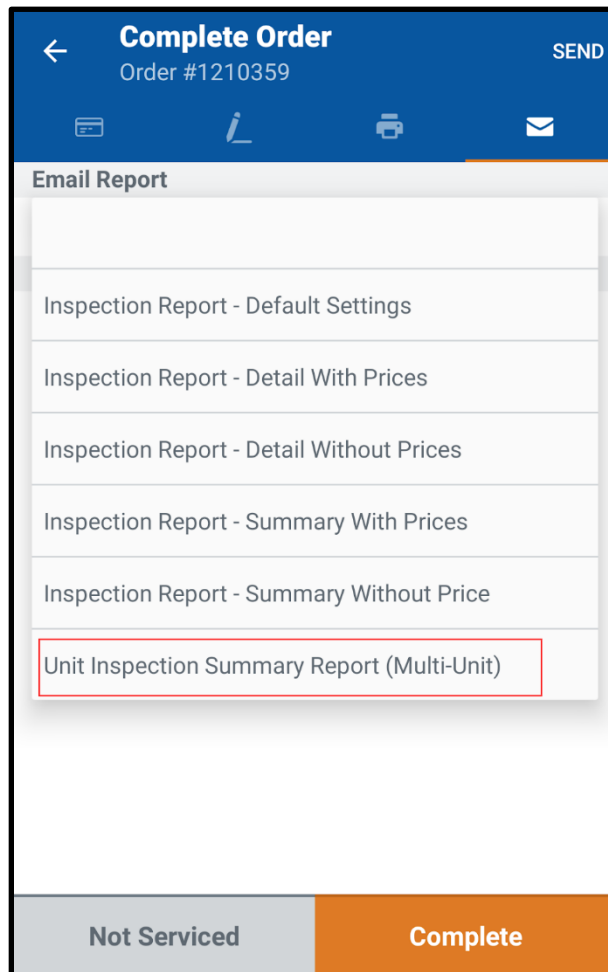 Complete Order
SEND
Order #1210359
Email Report
Inspection Report - Default Settings
Inspection Report - Detail With Prices
Inspection Report - Detail Without Prices
Inspection Report - Summary With Prices
Inspection Report - Summary Without Price
Unit Inspection Summary Report (Multi-Unit)
Not Serviced
Complete